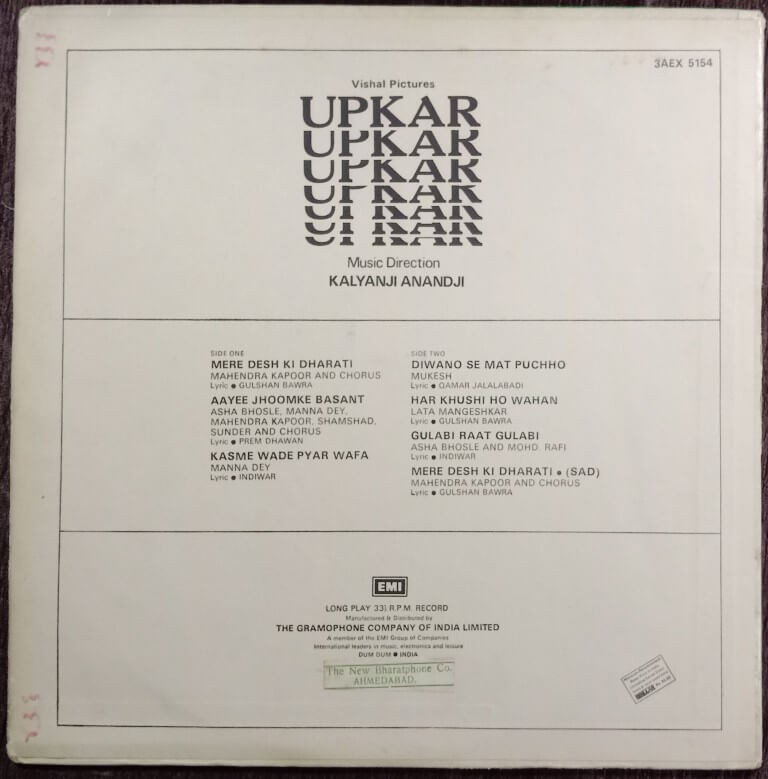 3AEX 5154
Vishal Pictures
UPKAR
UPKAR
UPKAR
UPKAR
UPKAR
UPKAR
Music Direction
KALYANJI ANANDJI
SIDE ONE
MERE DESH KI DHARATI
MAHENDRA KAPOOR AND CHORUS
Lyric ● GULSHAN BAWRA
AAYEE JHOOMKE BASANT
ASHA BHOSLE, MANNA DEY,
MAHENDRA KAPOOR, SHAMSHAD,
SUNDER AND CHORUS
Lyric ● PREM DHAWAN
KASME WADE PYAR WAFA
MANNA DEY
Lyric ● INDIWAR
SIDE TWO
DIWANO SE MAT PUCHHO
MUKESH
Lyric ● QAMAR JALALABADI
HAR KHUSHI HO WAHAN
LATA MANGESHKAR
Lyric ● GULSHAN BAWRA
GULABI RAAT GULABI
ASHA BHOSLE AND MOHD. RAFI
Lyric ● INDIWAR
MERE DESH KI DHARATI ● (SAD)
MAHENDRA KAPOOR AND CHORUS
Lyric ● GULSHAN BAWRA
EMI
LONG PLAY 33⅓ R.P.M. RECORD
Manufactured & Distributed by
THE GRAMOPHONE COMPANY OF INDIA LIMITED
A member of the EMI Group of Companies
International leaders in music, electronics and leisure
DUM DUM ● INDIA
The New Bharatphone Co.
AHMEDABAD.